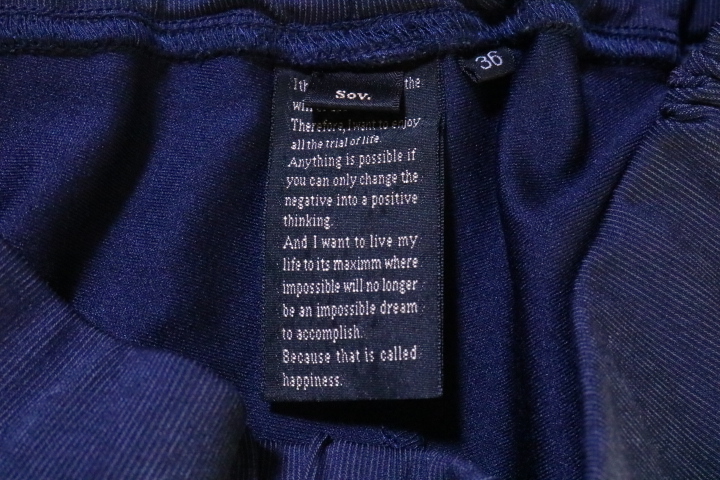 Sov.
36
the
Therefore, I want to enjoy
all the trial of life.
Anything is possible if
you can only change the
negative into a positive
thinking.
And I want to live my
life to its maximm where
impossible will no longer
be an impossible dream
to accomplish.
Because that is called
happiness.